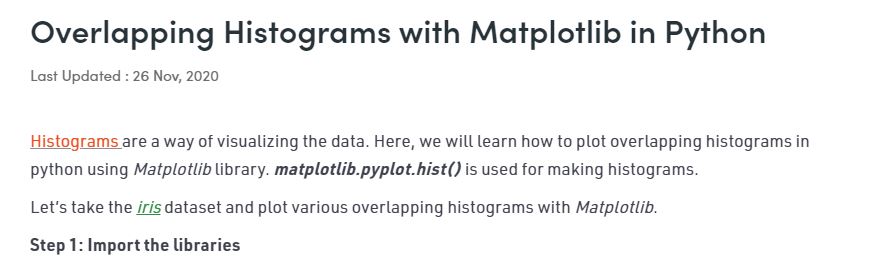 Overlapping Histograms with Matplotlib in Python
Last Updated : 26 Nov, 2020
Histograms are a way of visualizing the data. Here, we will learn how to plot overlapping histograms in
python using Matplotlib library. matplotlib.pyplot.hist() is used for making histograms.
Let's take the iris dataset and plot various overlapping histograms with Matplotlib.
Step 1: Import the libraries